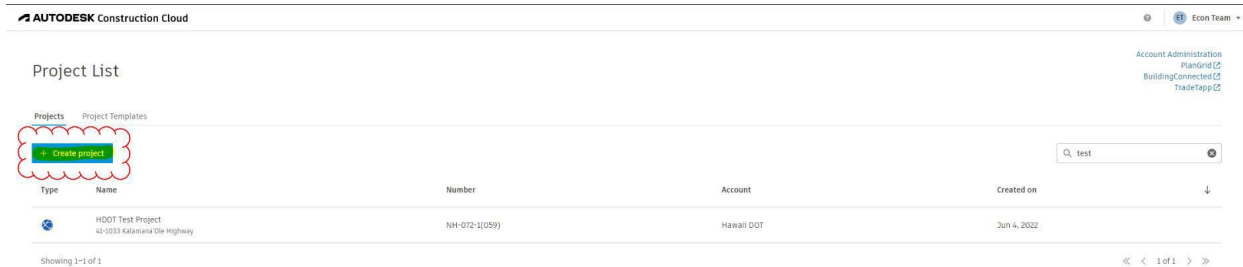 AUTODESK Construction Cloud
ET Econ Team
Project List
Account Administration
PlanGrid
BuildingConnected
TradeTapp
Projects Project Templates
+ Create project
test
Type Name Number Account Created on
HDOT Test Project NH-072-1(059) Hawaii DOT Jun 4, 2022
41-1033 Kalamana'Ole Highway
Showing 1-1 of 1
1 of 1